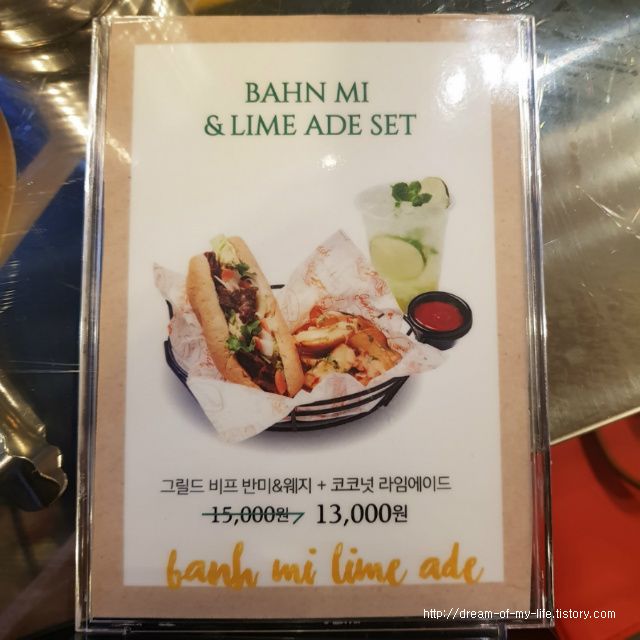 BAHN MI
& LIME ADE SET
그릴드 비프 반미&웨지 + 코코넛 라임에이드
15,000원 13,000원
banh mi lime ade
http://dream-of-my-life.tistory.com